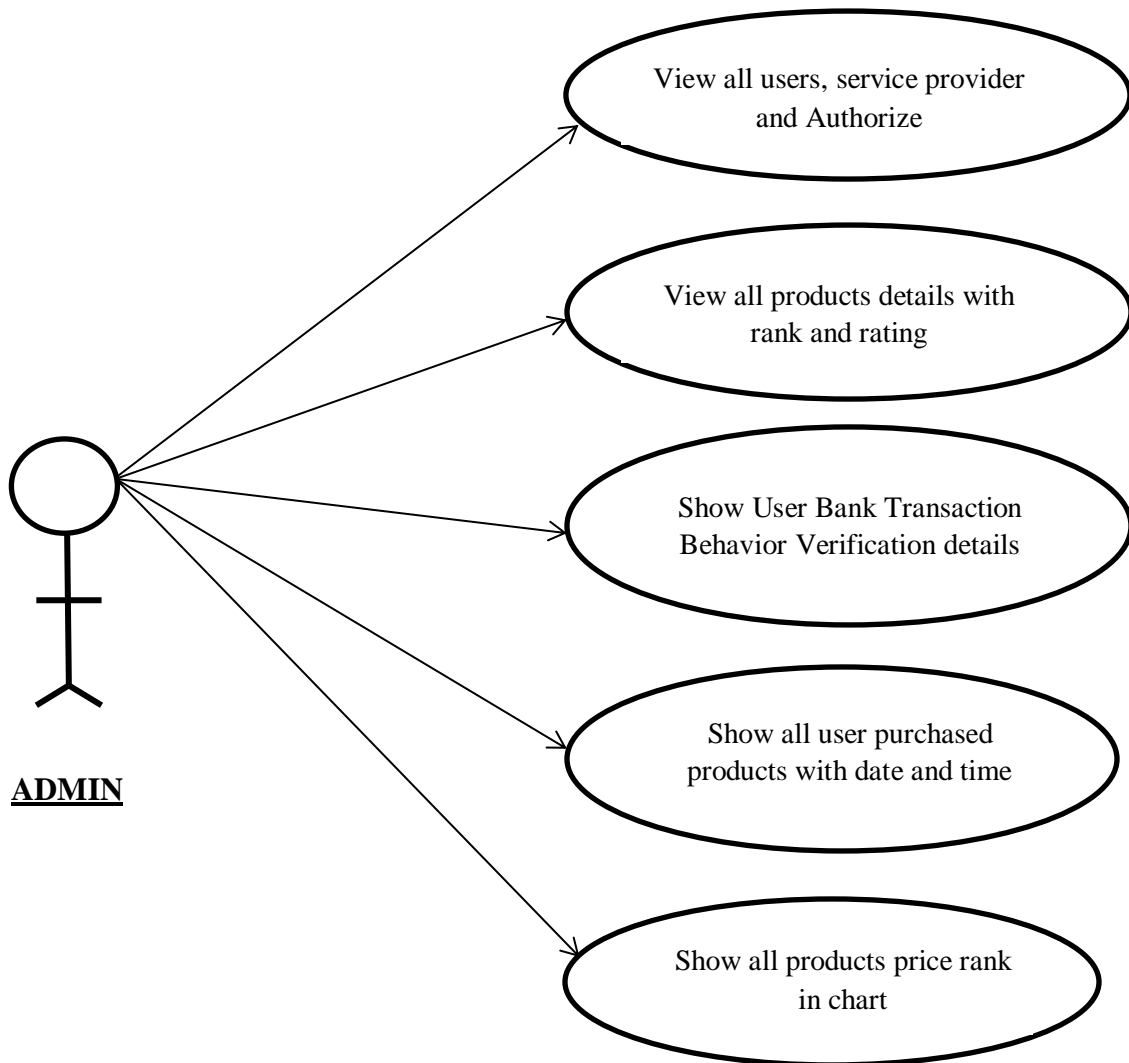 View all users, service provider
and Authorize
View all products details with
rank and rating
Show User Bank Transaction
Behavior Verification details
Show all user purchased
products with date and time
ADMIN
Show all products price rank
in chart